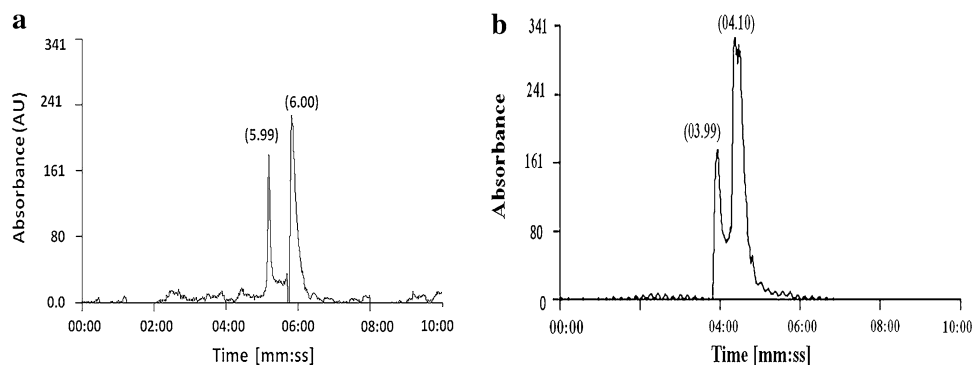 a
341
241
161
80
0.0
Absorbance (AU)
(5.99)
(6.00)
00:00 02:00 04:00 06:00 08:00 10:00
Time [mm:ss]
b
341
241
161
80
0
Absorbance
(03.99)
(04.10)
00:00 04:00 06:00 08:00 10:00
Time [mm:ss]